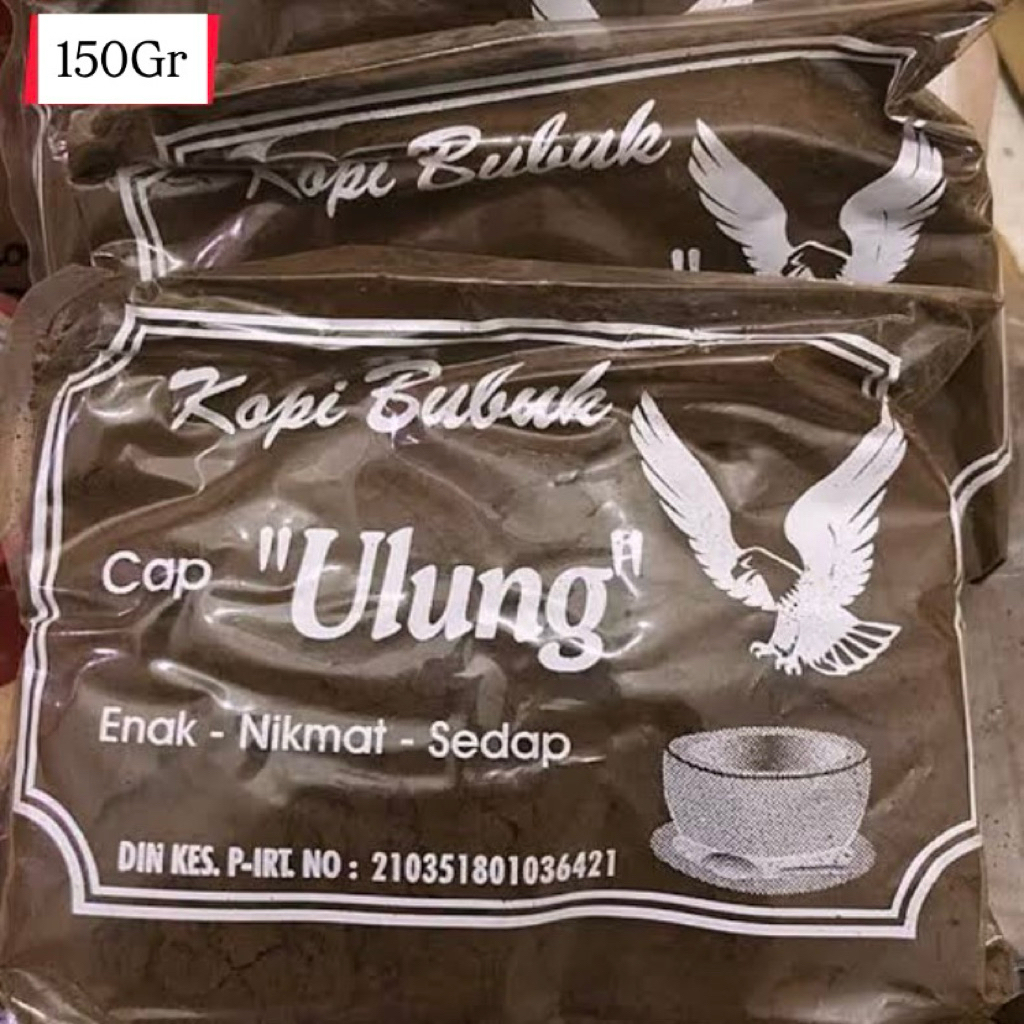 150Gr
Kopi Bubuk
"
Kopi Bubuk
Cap "Ulung"
Enak - Nikmat - Sedap
DIN KES. P-IRT. NO : 210351801036421